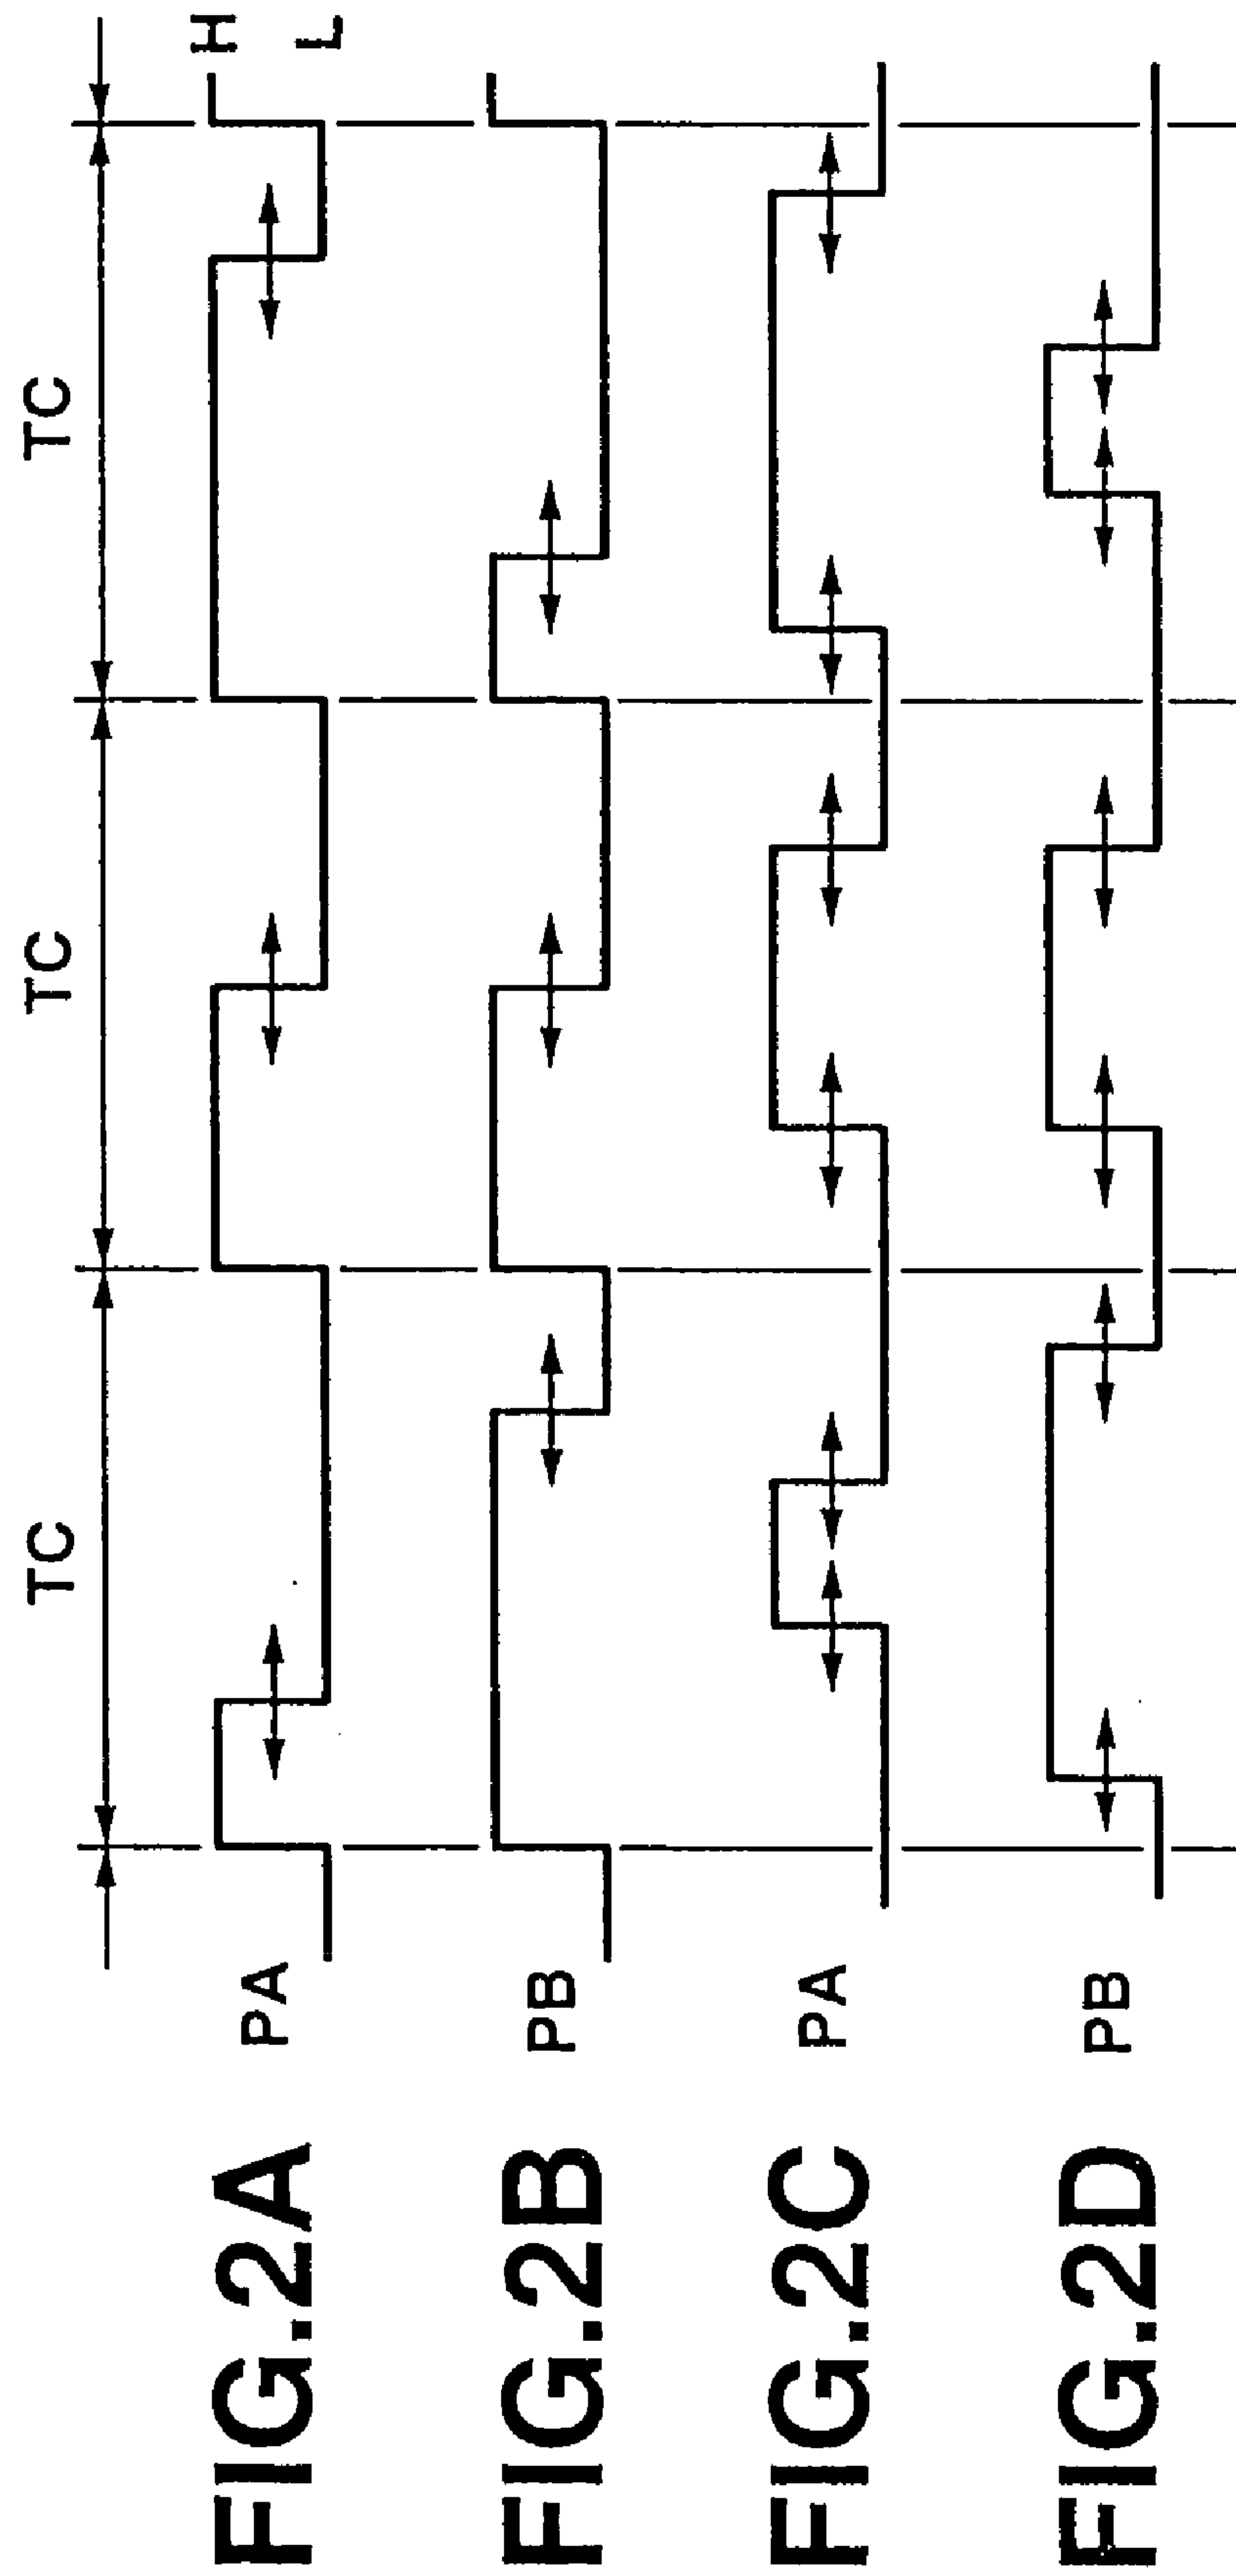 TC TC TC
FIG.2A PA H
L
FIG.2B PB
FIG.2C PA
FIG.2D PB